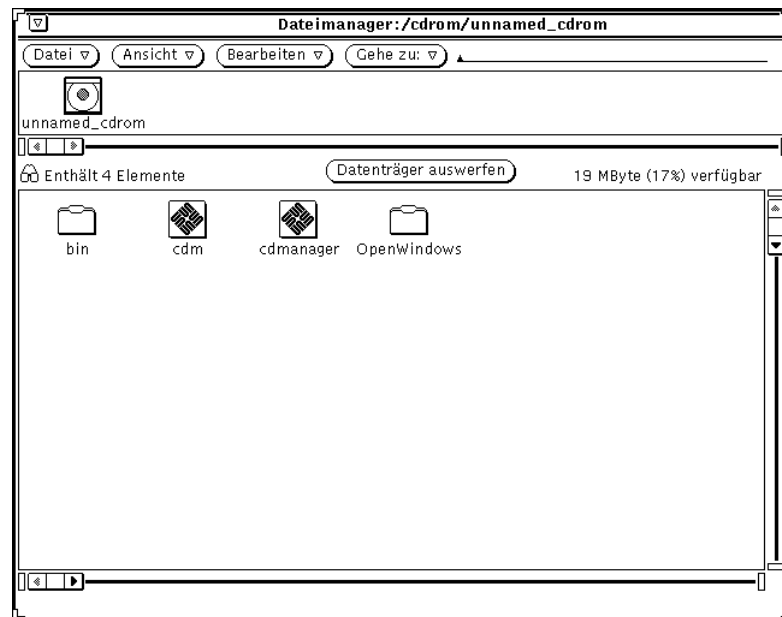 Dateimanager:/cdrom/unnamed_cdrom
Datei Ansicht Bearbeiten Gehe zu:
unnamed_cdrom
Enthält 4 Elemente Datenträger auswerfen 19 MByte (17%) verfügbar
bin cdm cdmanager OpenWindows